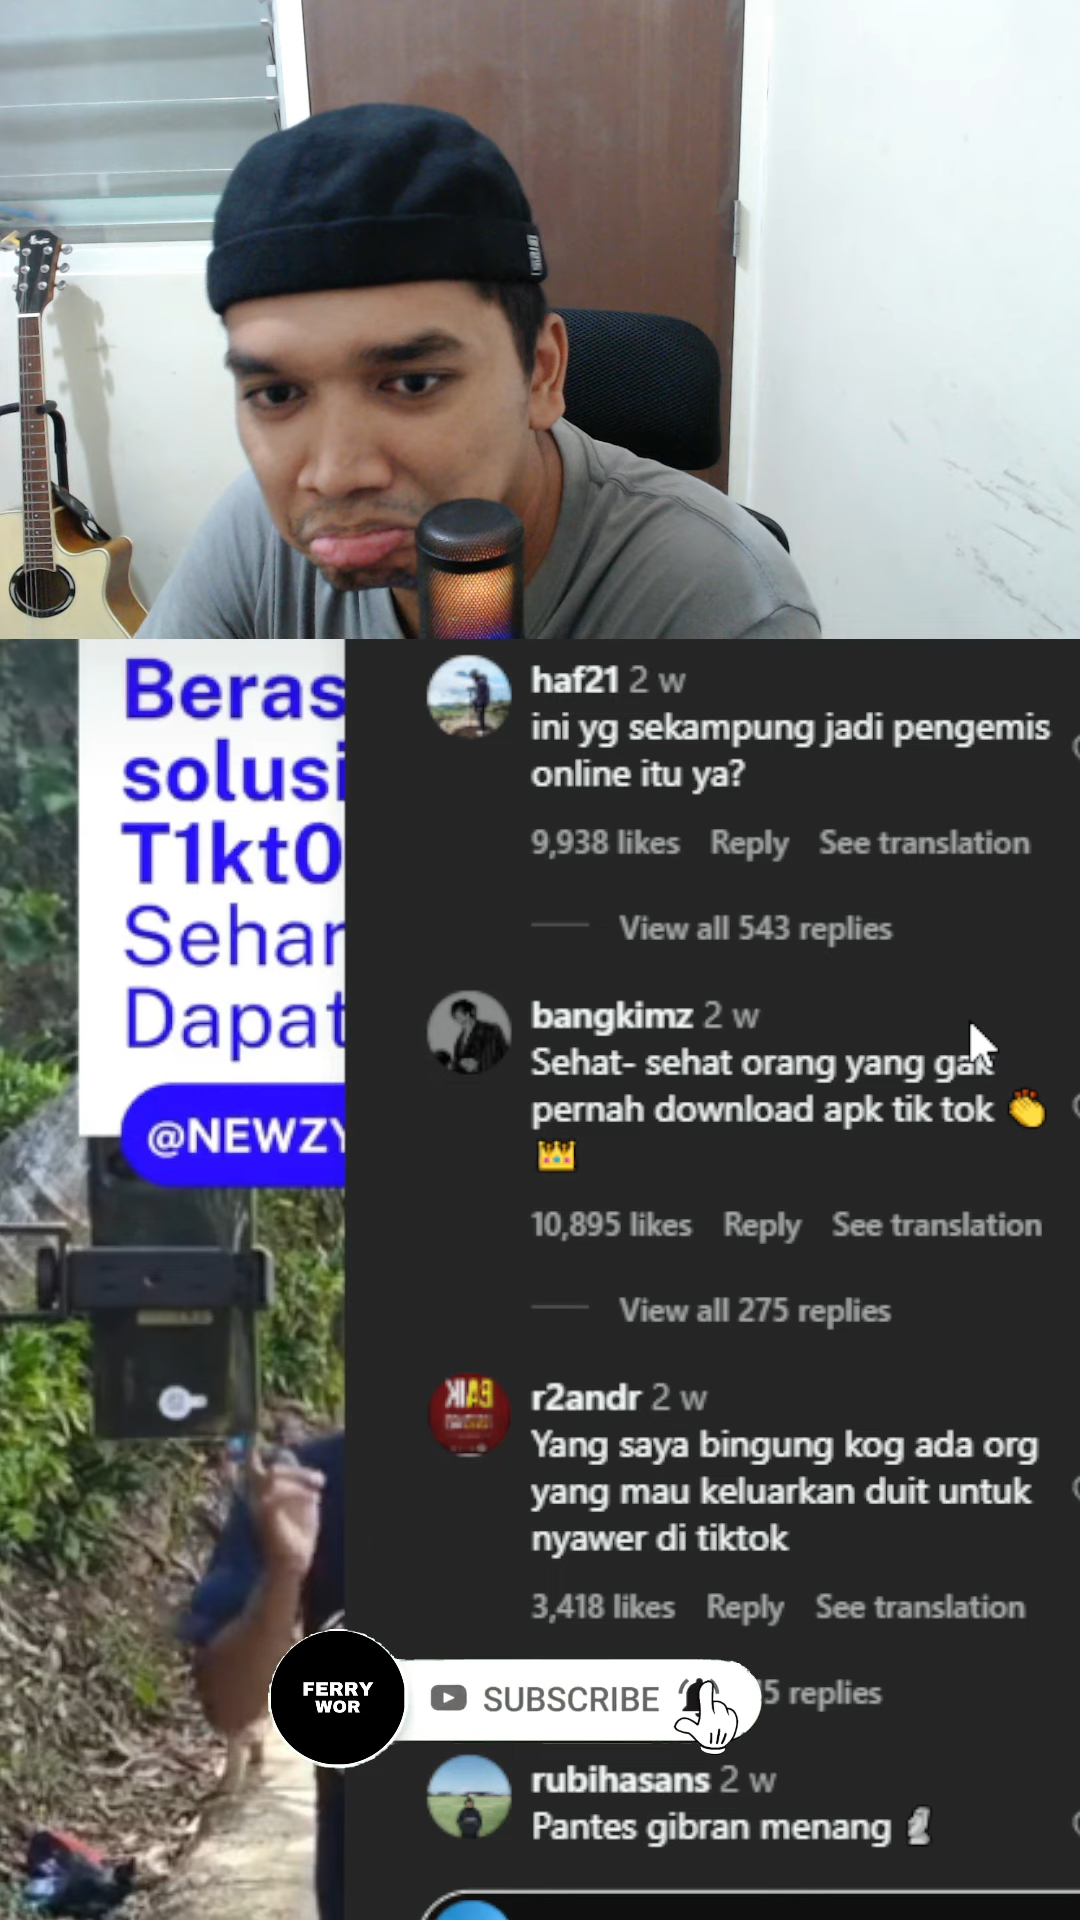 Beras
solusi
T1kt0
Sehar
Dapat
@NEWZY
haf21 2 w
ini yg sekampung jadi pengemis
online itu ya?
9,938 likes Reply See translation
View all 543 replies
bangkimz 2 w
Sehat- sehat orang yang gak
pernah download apk tik tok 👏
👑
10,895 likes Reply See translation
View all 275 replies
BAIK
r2andr 2 w
Yang saya bingung kog ada org
yang mau keluarkan duit untuk
nyawer di tiktok
3,418 likes Reply See translation
5 replies
FERRY
WOR
SUBSCRIBE
rubihasans 2 w
Pantes gibran menang 🗿